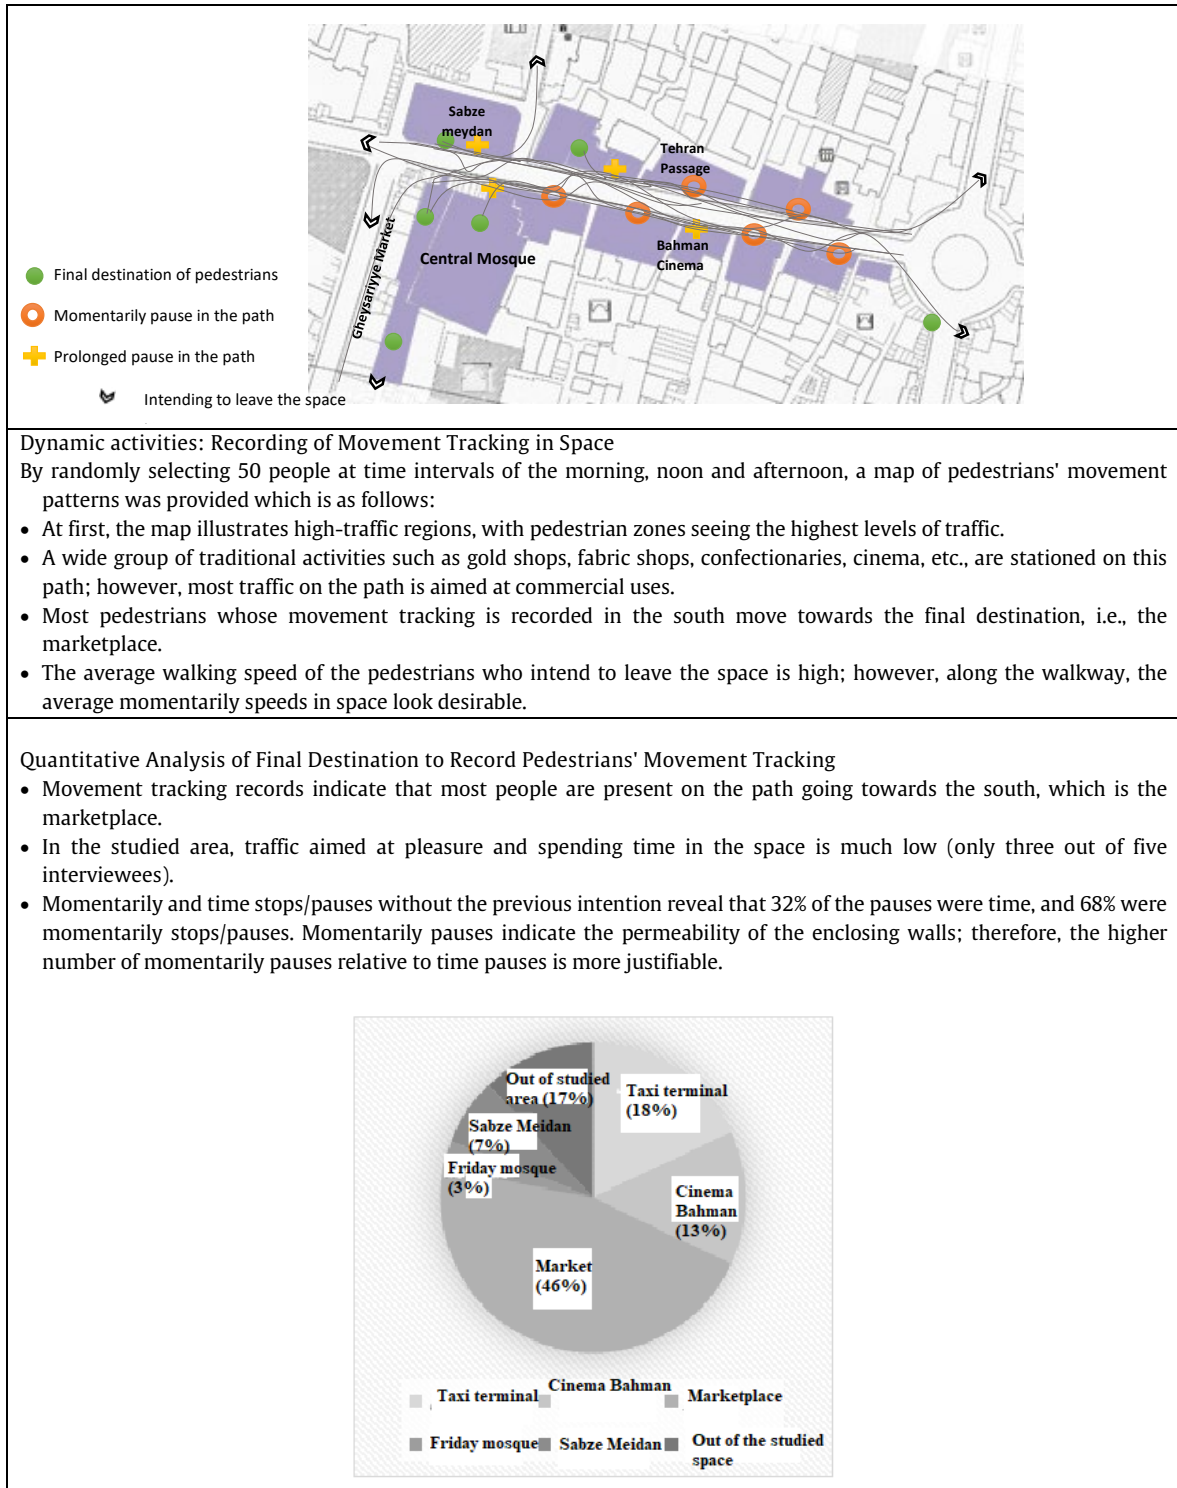 Sabze
meydan
Tehran
Passage
Central Mosque
Bahman
Cinema
Gheysariyye Market
Final destination of pedestrians
Momentarily pause in the path
Prolonged pause in the path
Intending to leave the space
Dynamic activities: Recording of Movement Tracking in Space
By randomly selecting 50 people at time intervals of the morning, noon and afternoon, a map of pedestrians' movement
patterns was provided which is as follows:
• At first, the map illustrates high-traffic regions, with pedestrian zones seeing the highest levels of traffic.
• A wide group of traditional activities such as gold shops, fabric shops, confectionaries, cinema, etc., are stationed on this
path; however, most traffic on the path is aimed at commercial uses.
• Most pedestrians whose movement tracking is recorded in the south move towards the final destination, i.e., the
marketplace.
• The average walking speed of the pedestrians who intend to leave the space is high; however, along the walkway, the
average momentarily speeds in space look desirable.
Quantitative Analysis of Final Destination to Record Pedestrians' Movement Tracking
• Movement tracking records indicate that most people are present on the path going towards the south, which is the
marketplace.
• In the studied area, traffic aimed at pleasure and spending time in the space is much low (only three out of five
interviewees).
• Momentarily and time stops/pauses without the previous intention reveal that 32% of the pauses were time, and 68% were
momentarily stops/pauses. Momentarily pauses indicate the permeability of the enclosing walls; therefore, the higher
number of momentarily pauses relative to time pauses is more justifiable.
Out of studied
area (17%)
Taxi terminal
(18%)
Sabze Meidan
(7%)
Friday mosque
(3%)
Cinema
Bahman
(13%)
Market
(46%)
Taxi terminal
Cinema Bahman
Marketplace
Friday mosque
Sabze Meidan
Out of the studied
space